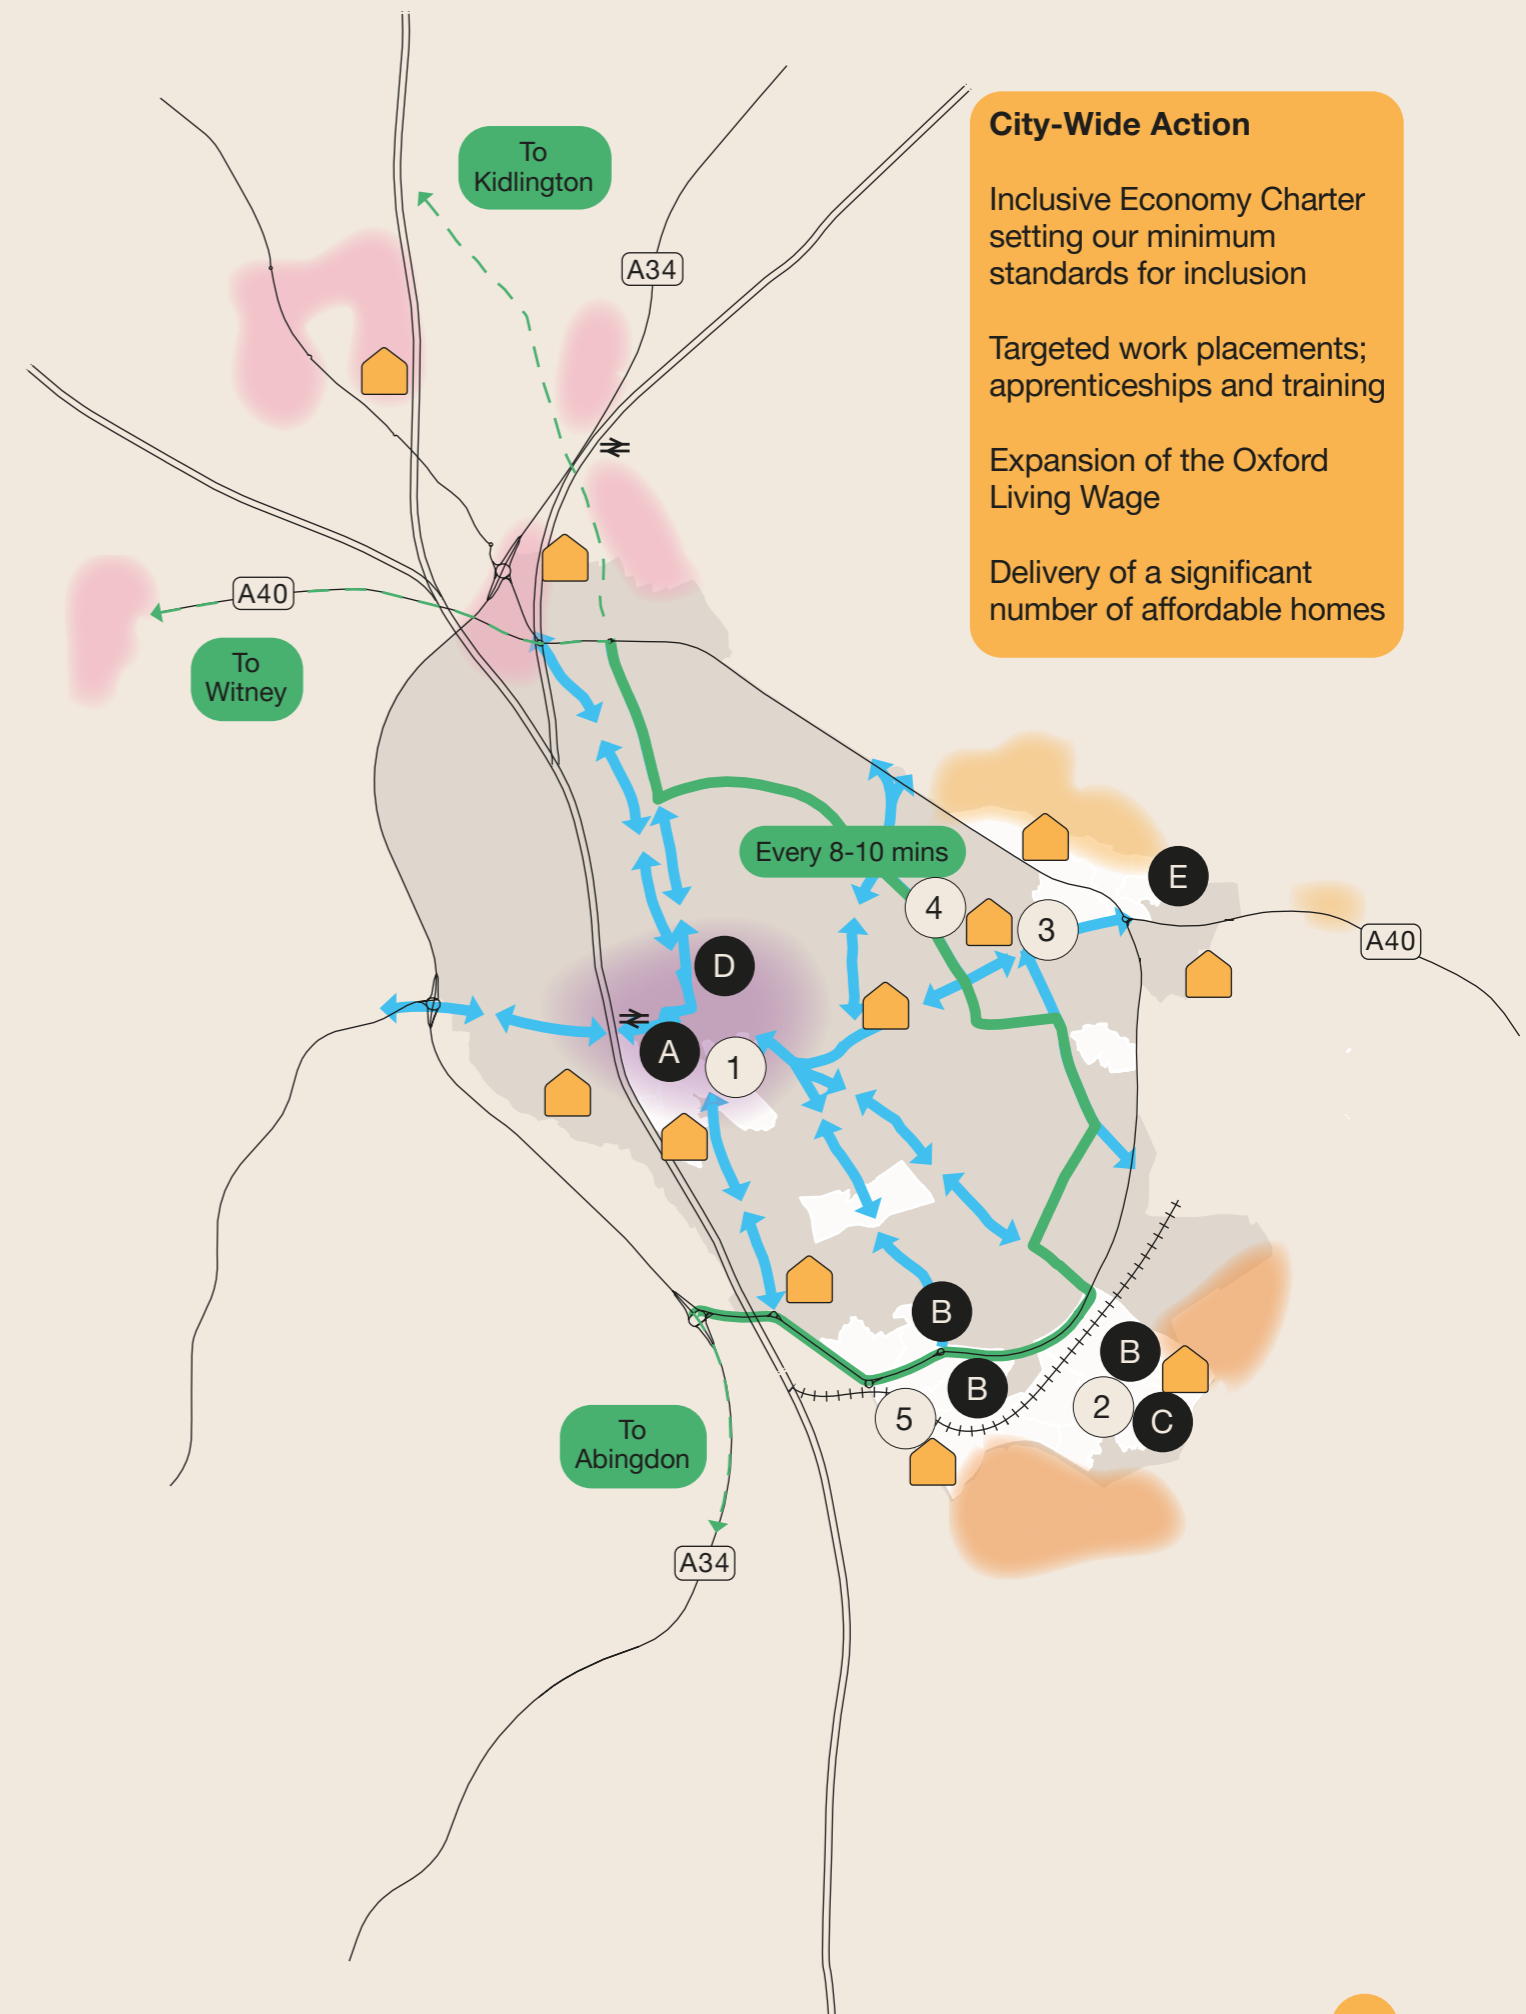 To
Kidlington
City-Wide Action
Inclusive Economy Charter
setting our minimum
standards for inclusion
Targeted work placements;
apprenticeships and training
Expansion of the Oxford
Living Wage
Delivery of a significant
number of affordable homes
A34
A40
To
Witney
Every 8-10 mins
E
4
3
A40
D
A
1
B
B
B
2
C
5
To
Abingdon
A34